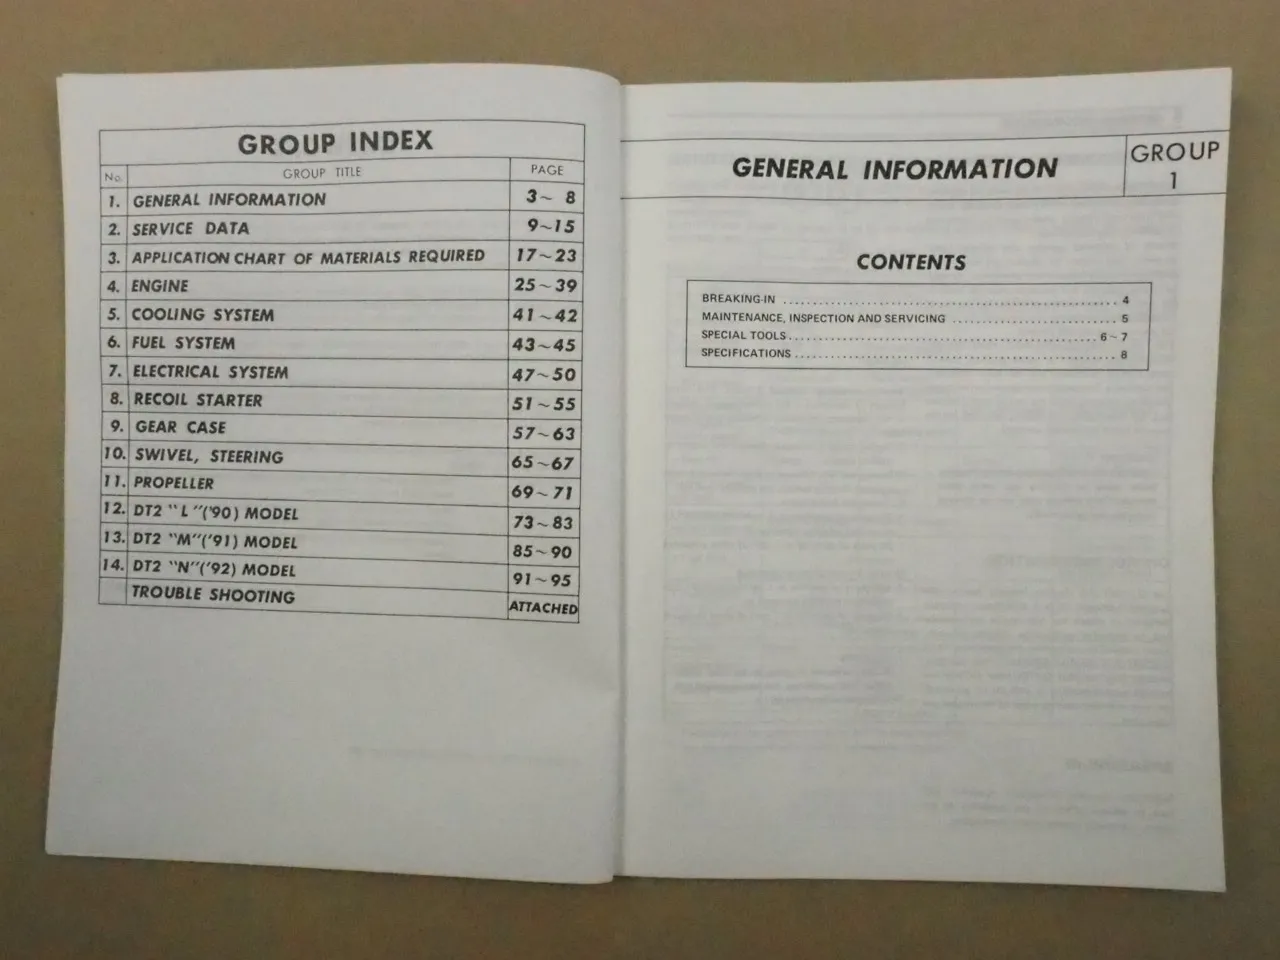 GROUP INDEX
No. GROUP TITLE PAGE
1. GENERAL INFORMATION 3~ 8
2. SERVICE DATA 9~15
3. APPLICATION CHART OF MATERIALS REQUIRED 17~23
4. ENGINE 25~39
5. COOLING SYSTEM 41~42
6. FUEL SYSTEM 43~45
7. ELECTRICAL SYSTEM 47~50
8. RECOIL STARTER 51~55
9. GEAR CASE 57~63
10. SWIVEL, STEERING 65~67
11. PROPELLER 69~71
12. DT2 "L"('90) MODEL 73~83
13. DT2 "M"('91) MODEL 85~90
14. DT2 "N"('92) MODEL 91~95
TROUBLE SHOOTING ATTACHED
GENERAL INFORMATION
GROUP
1
CONTENTS
BREAKING-IN 4
MAINTENANCE, INSPECTION AND SERVICING 5
SPECIAL TOOLS 6~7
SPECIFICATIONS 8